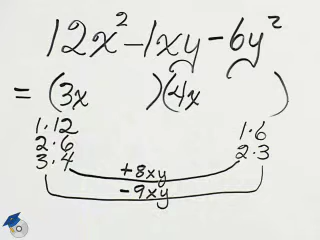 12x² - 1xy - 6y²
= (3x      )(4x      )
1·12
2·6
3·4
1·6
2·3
+8xy
-9xy